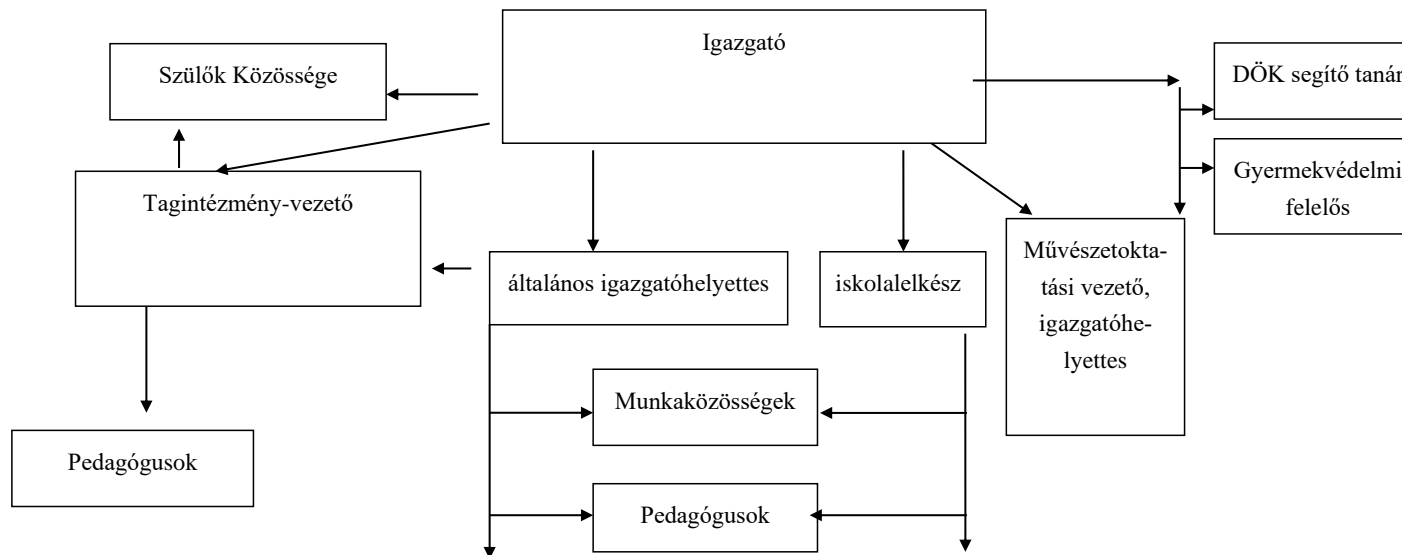 Igazgató
Szülők Közössége
DÖK segítő tanár
Gyermekvédelmi
felelős
Tagintézmény-vezető
általános igazgatóhelyettes
iskolalelkész
Művészetokta-
tási vezető,
igazgatóhe-
lyettes
Munkaközösségek
Pedagógusok
Pedagógusok